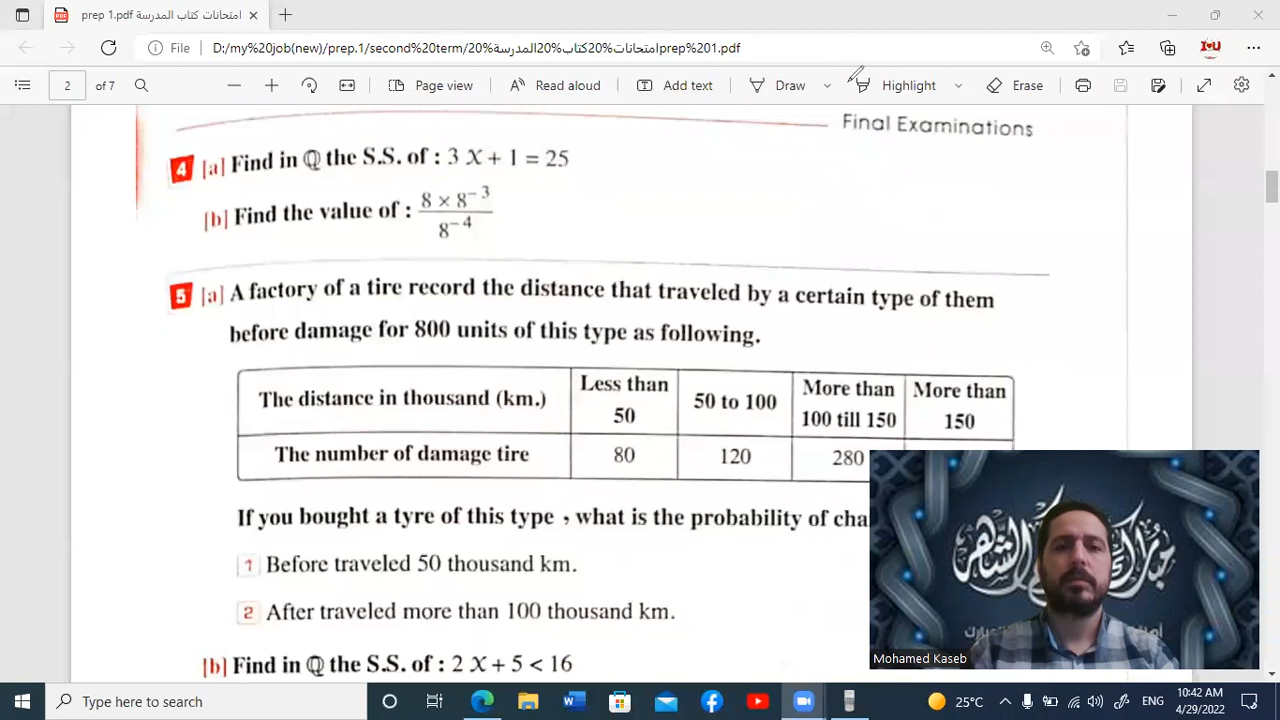 امتحانات كتاب المدرسة prep 1.pdf
File D:/my%20job(new)/prep.1/second%20term/20%امتحانات%20كتاب%20المدرسةprep%201.pdf
2 of 7 Page view Read aloud Add text Draw Highlight Erase
Final Examinations
4 [a] Find in ℚ the S.S. of : 3 X + 1 = 25
[b] Find the value of : 8 × 8⁻³
8⁻⁴
5 [a] A factory of a tire record the distance that traveled by a certain type of them
before damage for 800 units of this type as following.
The distance in thousand (km.) Less than 50 50 to 100 More than 100 till 150 More than 150
The number of damage tire 80 120 280
If you bought a tyre of this type , what is the probability of cha
1 Before traveled 50 thousand km.
2 After traveled more than 100 thousand km.
[b] Find in ℚ the S.S. of : 2 X + 5 < 16
Mohamed Kaseb
Type here to search
25°C ENG 10:42 AM
4/29/2022